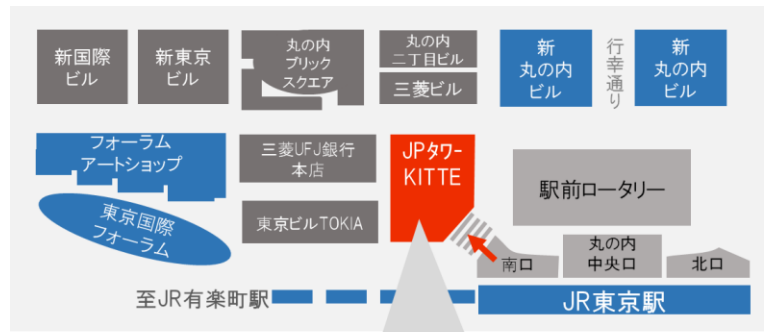 新国際
ビル
新東京
ビル
丸の内
ブリック
スクエア
丸の内
二丁目ビル
三菱ビル
新
丸の内
ビル
行幸通り
新
丸の内
ビル
フォーラム
アートショップ
三菱UFJ銀行
本店
JPタワー
KITTE
駅前ロータリー
東京国際
フォーラム
東京ビルTOKIA
南口
丸の内
中央口
北口
至JR有楽町駅
JR東京駅